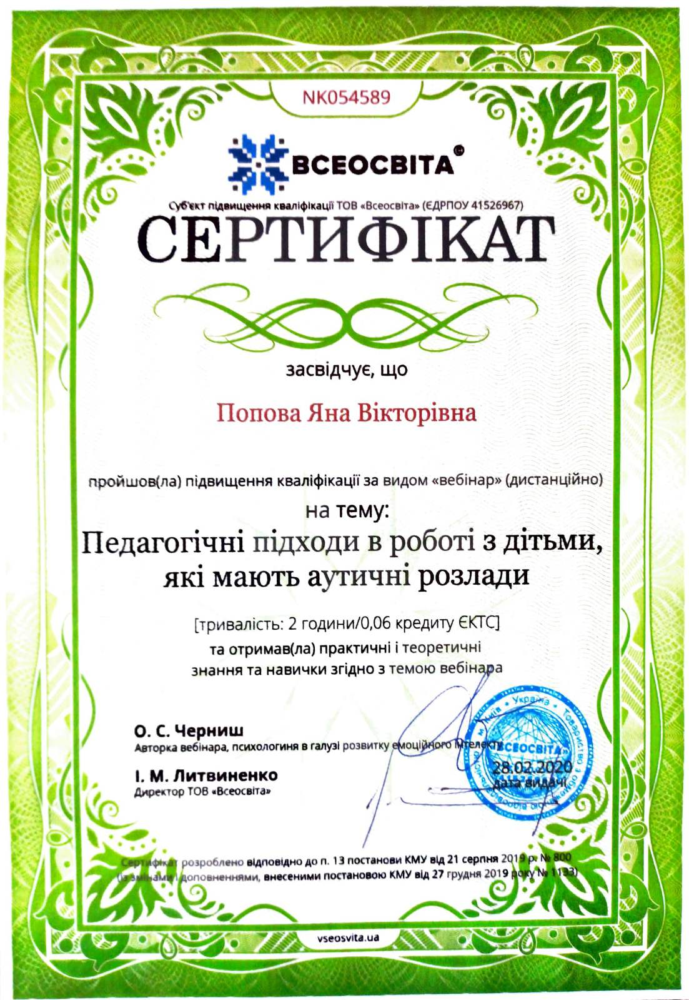 NK054589
ВСЕОСВІТА©
Суб'єкт підвищення кваліфікації ТОВ «Всеосвіта» (ЄДРПОУ 41526967)
СЕРТИФІКАТ
засвідчує, що
Попова Яна Вікторівна
пройшов(ла) підвищення кваліфікації за видом «вебінар» (дистанційно)
на тему:
Педагогічні підходи в роботі з дітьми,
які мають аутичні розлади
[тривалість: 2 години/0,06 кредиту ЄКТС]
та отримав(ла) практичні і теоретичні
знання та навички згідно з темою вебінара
О. С. Черниш
Авторка вебінара, психологиня в галузі розвитку емоційного інтелекту
І. М. Литвиненко
Директор ТОВ «Всеосвіта»
Україна • Товариство з обмеженою відповідальністю • м. Київ
«ВСЕОСВІТА»
28.02.2020
дата видачі
Сертифікат розроблено відповідно до п. 13 постанови КМУ від 21 серпня 2019 р. № 800
(із змінами і доповненнями, внесеними постановою КМУ від 27 грудня 2019 року № 1133)
vseosvita.ua